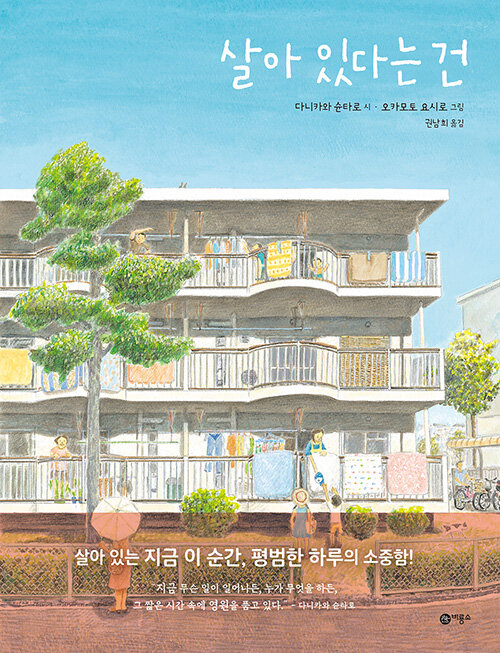 살아 있다는 건
다니카와 슌타로 시 · 오카모토 요시로 그림
권남희 옮김
살아 있는 지금 이 순간, 평범한 하루의 소중함!
"지금 무슨 일이 일어나든, 누가 무엇을 하든,
그 짧은 시간 속에 영원을 품고 있다." - 다니카와 슌타로
비룡소